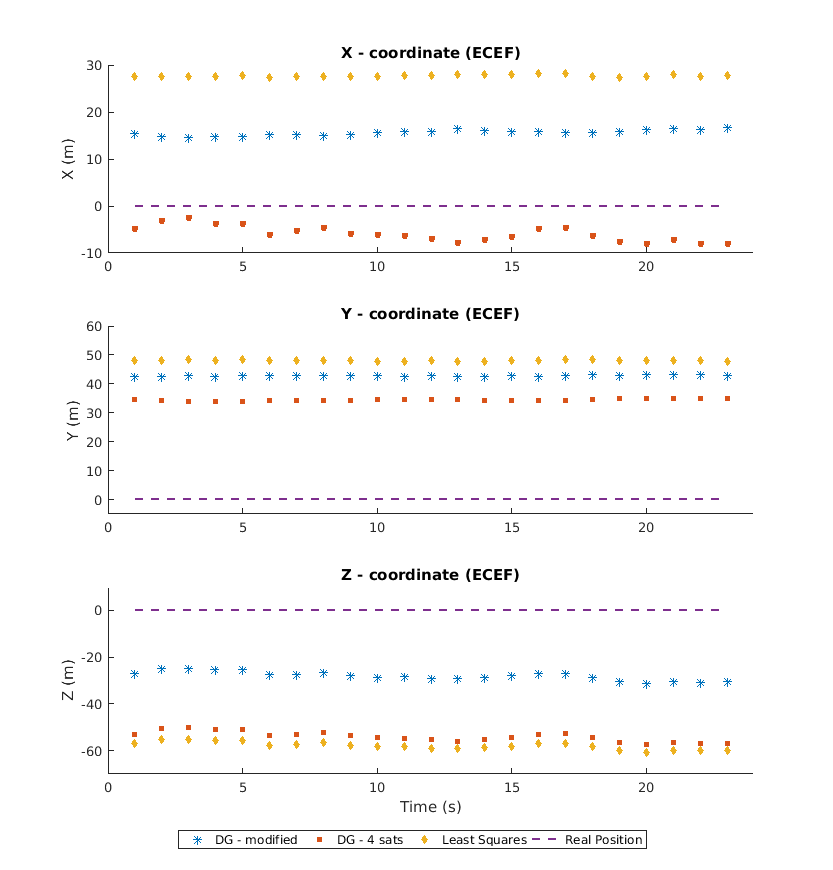 X - coordinate (ECEF)
30
20
10
0
-10
X (m)
0 5 10 15 20
Y - coordinate (ECEF)
60
50
40
30
20
10
0
Y (m)
0 5 10 15 20
Z - coordinate (ECEF)
0
-20
-40
-60
Z (m)
0 5 10 15 20
Time (s)
DG - modified DG - 4 sats Least Squares Real Position